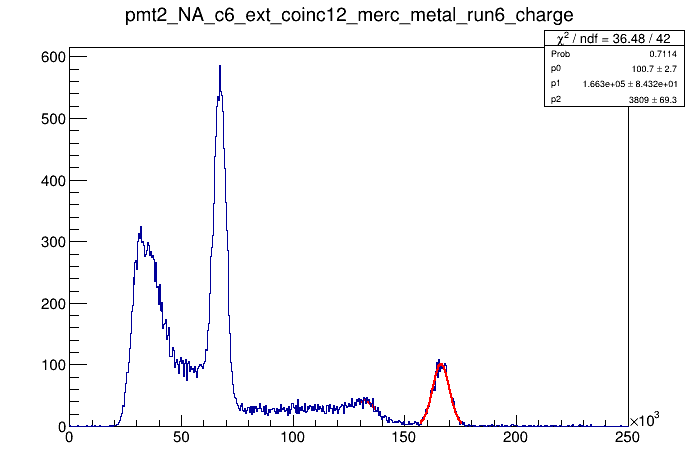 pmt2_NA_c6_ext_coinc12_merc_metal_run6_charge
χ² / ndf = 36.48 / 42
Prob 0.7114
p0 100.7 ± 2.7
p1 1.663e+05 ± 8.432e+01
p2 3809 ± 69.3
600
500
400
300
200
100
0
0 50 100 150 200 250
×10³